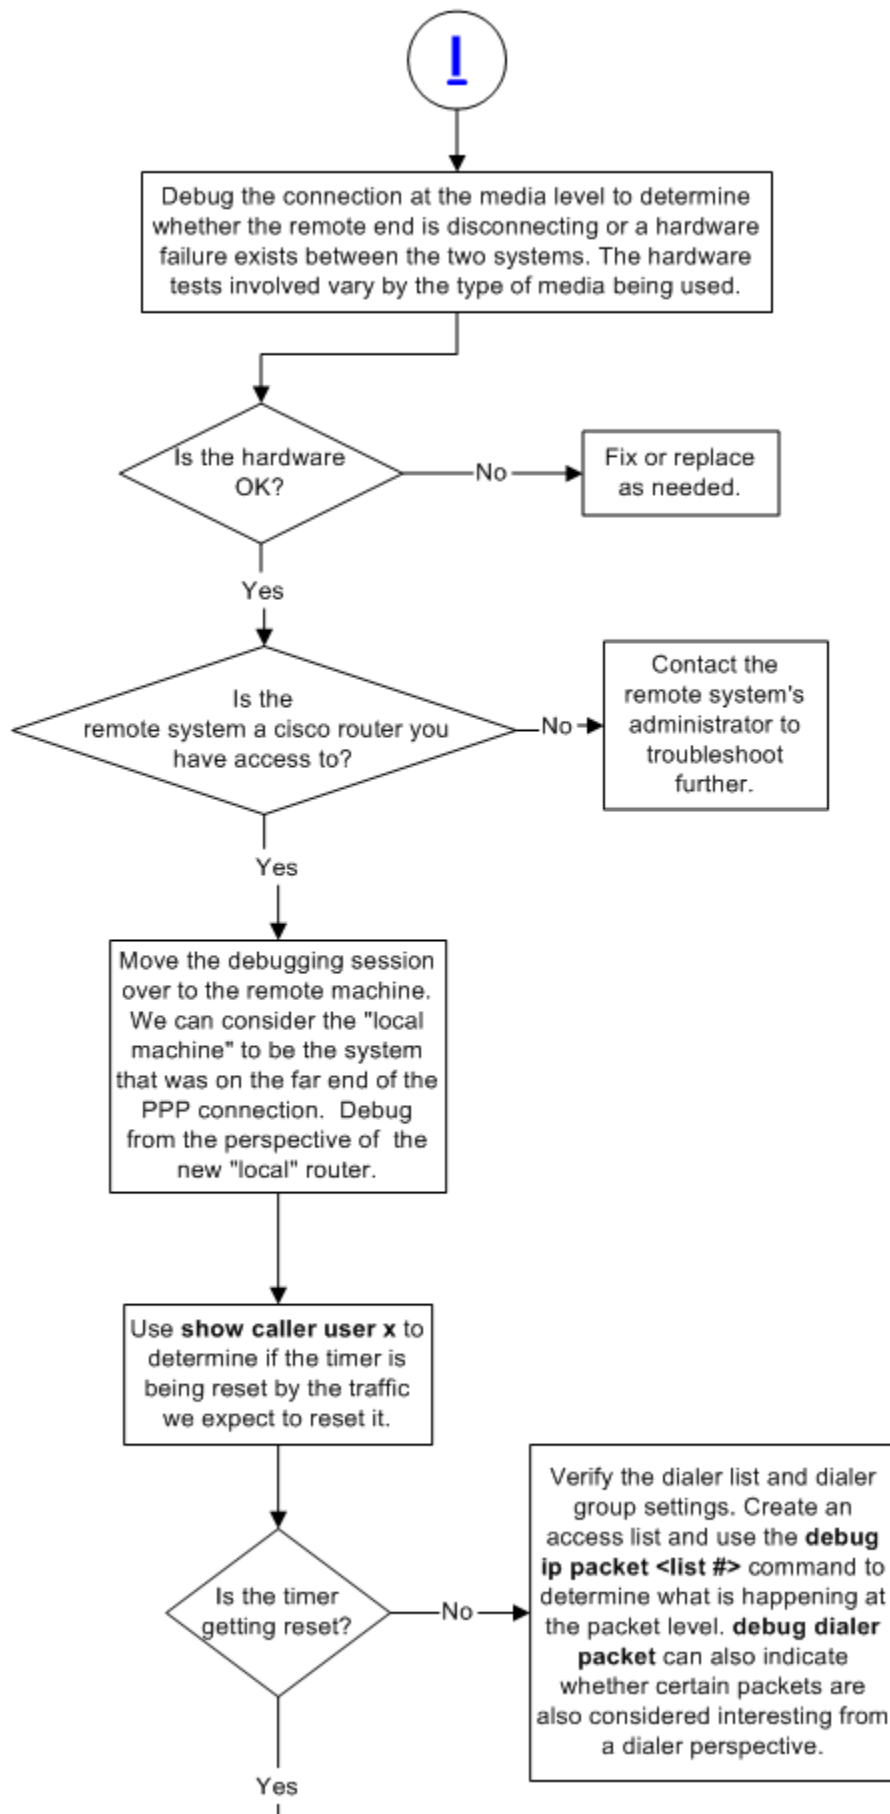 I
Debug the connection at the media level to determine
whether the remote end is disconnecting or a hardware
failure exists between the two systems. The hardware
tests involved vary by the type of media being used.
Is the hardware
OK?
No
Fix or replace
as needed.
Yes
Is the
remote system a cisco router you
have access to?
No
Contact the
remote system's
administrator to
troubleshoot
further.
Yes
Move the debugging session
over to the remote machine.
We can consider the "local
machine" to be the system
that was on the far end of the
PPP connection.  Debug
from the perspective of  the
new "local" router.
Use show caller user x to
determine if the timer is
being reset by the traffic
we expect to reset it.
Is the timer
getting reset?
No
Verify the dialer list and dialer
group settings. Create an
access list and use the debug
ip packet <list #> command to
determine what is happening at
the packet level. debug dialer
packet can also indicate
whether certain packets are
also considered interesting from
a dialer perspective.
Yes